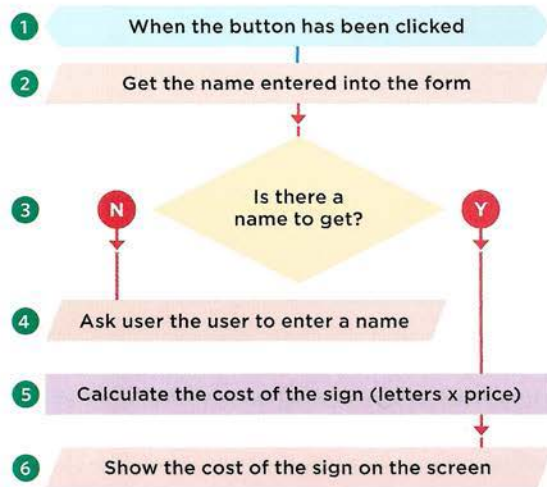 1 When the button has been clicked
2 Get the name entered into the form
Is there a
3 N name to get? Y
4 Ask user the user to enter a name
5 Calculate the cost of the sign (letters x price)
6 Show the cost of the sign on the screen